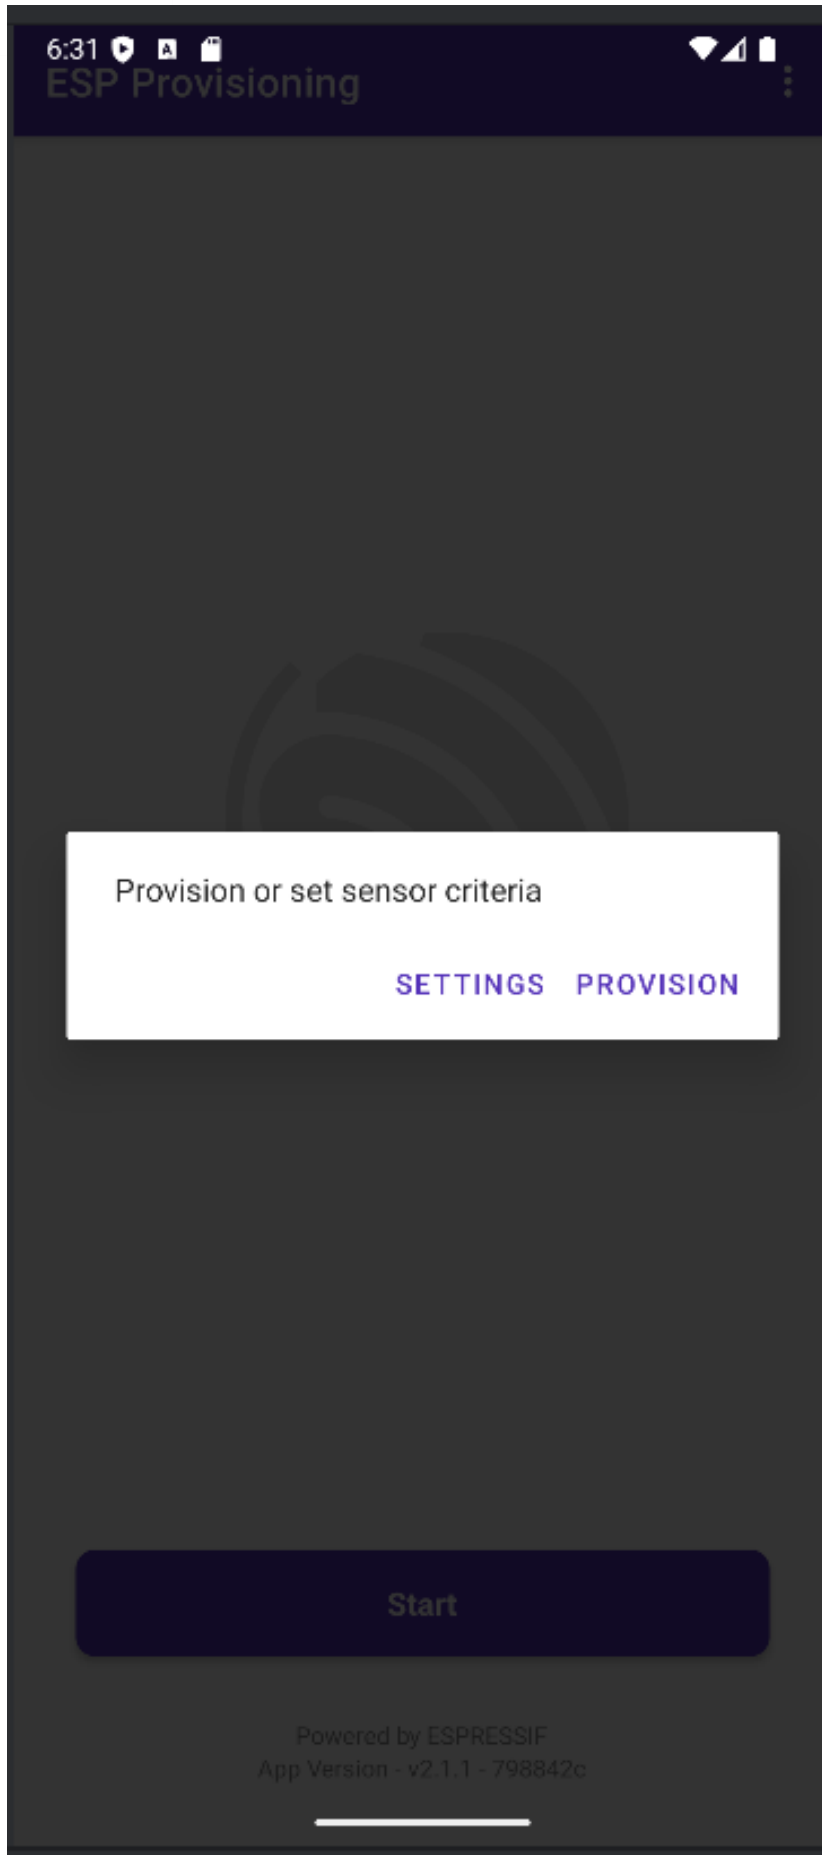 6:31
ESP Provisioning
Provision or set sensor criteria
SETTINGS PROVISION
Start
Powered by ESPRESSIF
App Version - v2.1.1 - 798842c